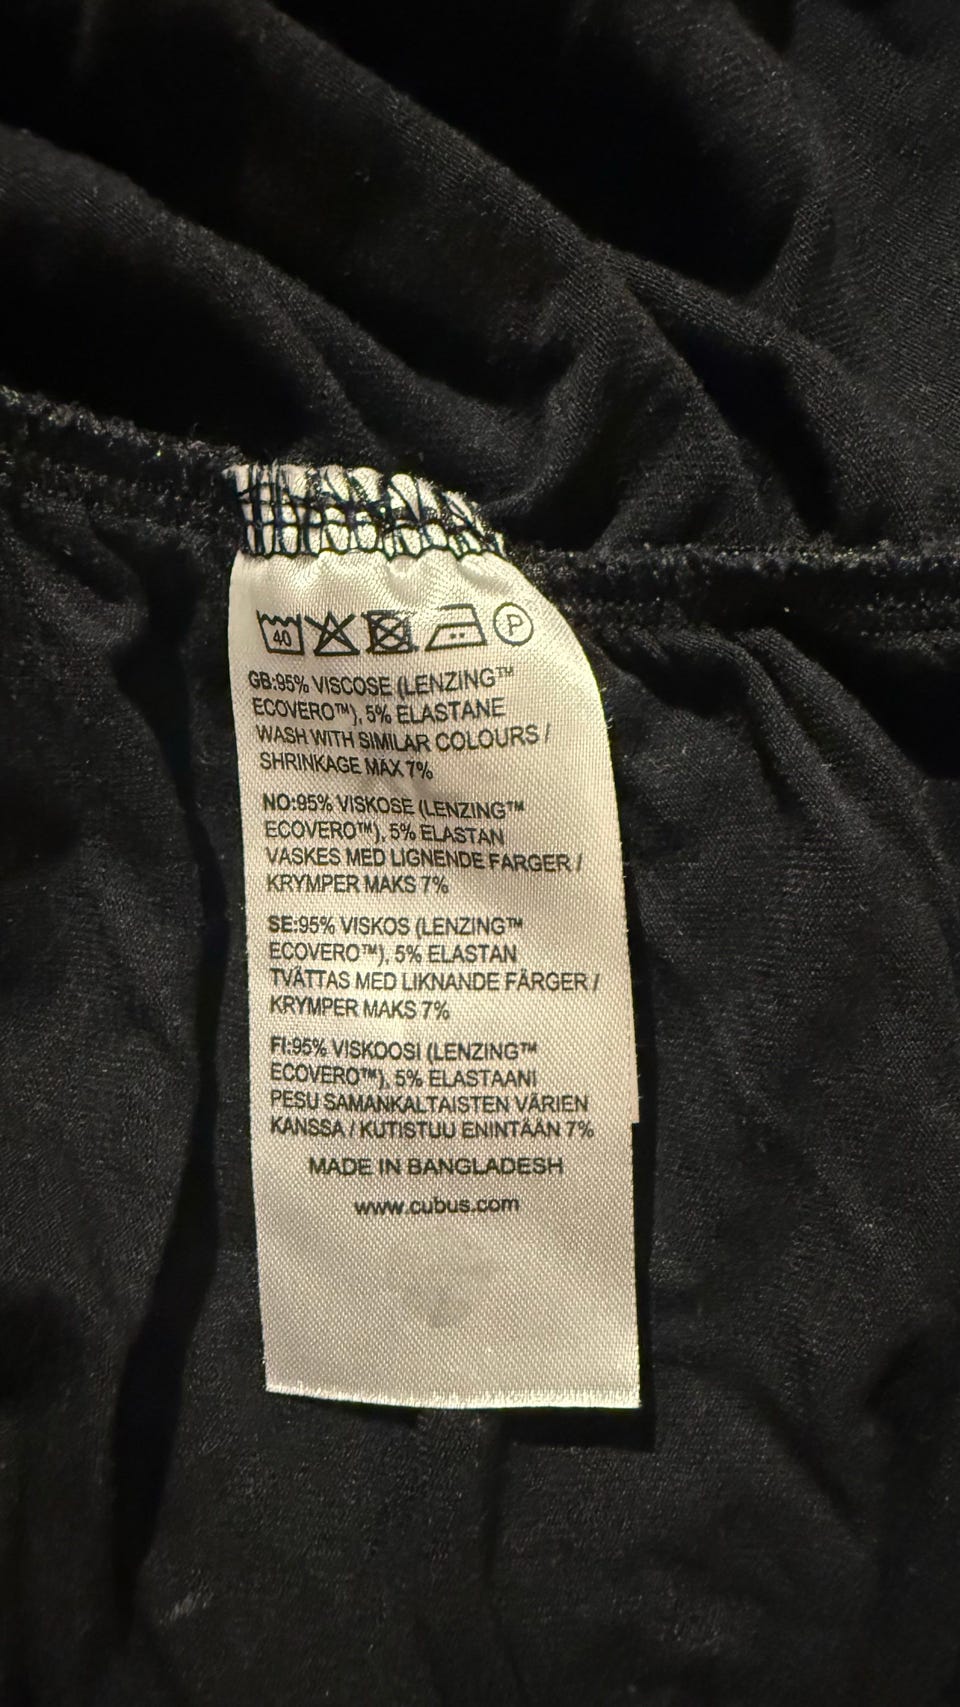 40 P
GB:95% VISCOSE (LENZING™
ECOVERO™), 5% ELASTANE
WASH WITH SIMILAR COLOURS /
SHRINKAGE MAX 7%
NO:95% VISKOSE (LENZING™
ECOVERO™), 5% ELASTAN
VASKES MED LIGNENDE FARGER /
KRYMPER MAKS 7%
SE:95% VISKOS (LENZING™
ECOVERO™), 5% ELASTAN
TVÄTTAS MED LIKNANDE FÄRGER /
KRYMPER MAKS 7%
FI:95% VISKOOSI (LENZING™
ECOVERO™), 5% ELASTAANI
PESU SAMANKALTAISTEN VÄRIEN
KANSSA / KUTISTUU ENINTÄÄN 7%
MADE IN BANGLADESH
www.cubus.com